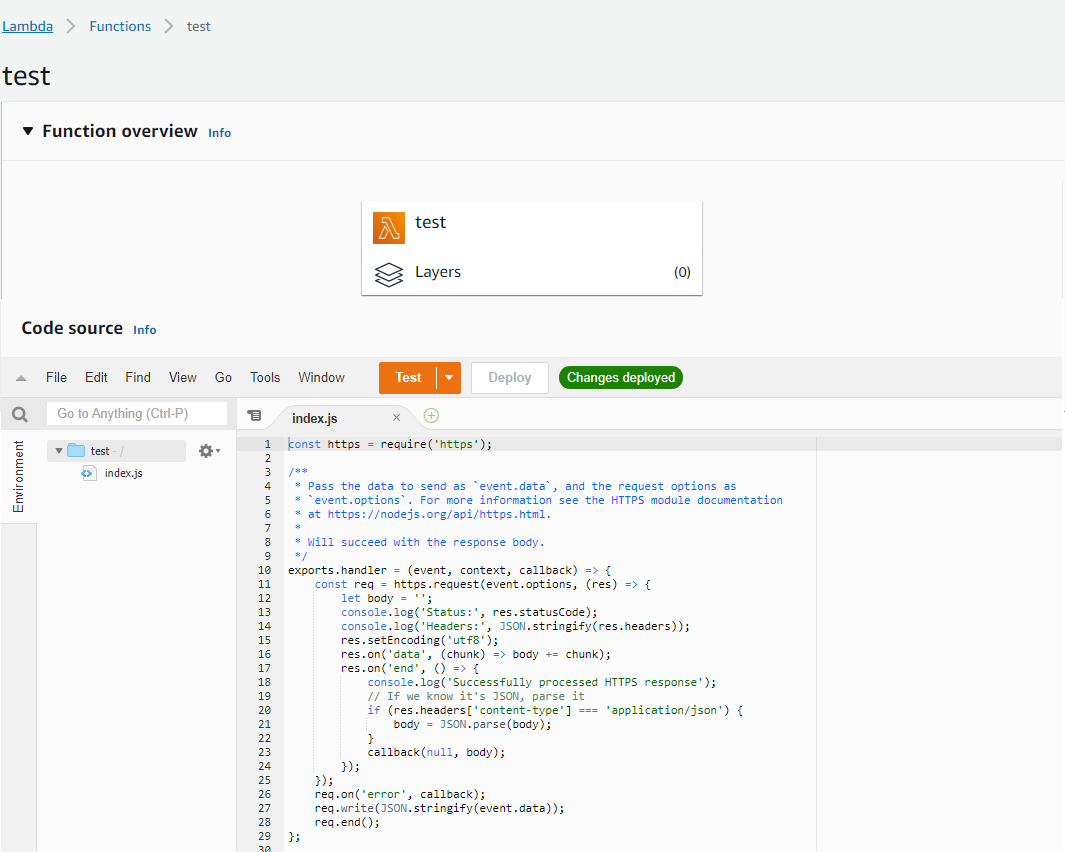 Lambda > Functions > test
test
Function overview Info
test
Layers (0)
Code source Info
File Edit Find View Go Tools Window Test Deploy Changes deployed
Go to Anything (Ctrl-P) index.js
Environment
test - /
index.js
1 const https = require('https');
2
3 /**
4 * Pass the data to send as `event.data`, and the request options as
5 * `event.options`. For more information see the HTTPS module documentation
6 * at https://nodejs.org/api/https.html.
7 *
8 * Will succeed with the response body.
9 */
10 exports.handler = (event, context, callback) => {
11     const req = https.request(event.options, (res) => {
12         let body = '';
13         console.log('Status:', res.statusCode);
14         console.log('Headers:', JSON.stringify(res.headers));
15         res.setEncoding('utf8');
16         res.on('data', (chunk) => body += chunk);
17         res.on('end', () => {
18             console.log('Successfully processed HTTPS response');
19             // If we know it's JSON, parse it
20             if (res.headers['content-type'] === 'application/json') {
21                 body = JSON.parse(body);
22             }
23             callback(null, body);
24         });
25     });
26     req.on('error', callback);
27     req.write(JSON.stringify(event.data));
28     req.end();
29 };
30